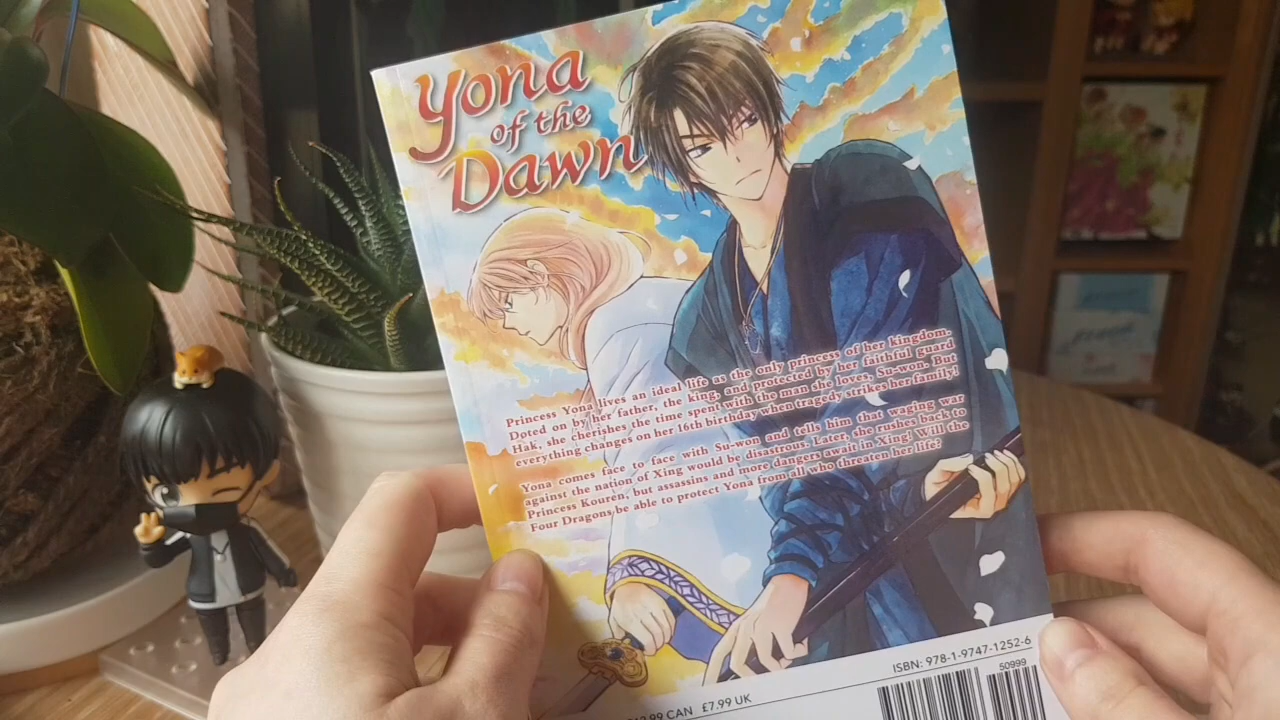 Yona
of the
Dawn
Princess Yona lives an ideal life as the only princess of her kingdom.
Doted on by her father, the king, and protected by her faithful guard
Hak, she cherishes the time spent with the man she loves, Su-won. But
everything changes on her 16th birthday when tragedy strikes her family!
Yona comes face to face with Su-won and tells him that waging war
against the nation of Xing would be disastrous. Later, she rushes back to
Princess Kouren, but assassins and more dangers await in Xing! Will the
Four Dragons be able to protect Yona from all who threaten her life?
ISBN: 978-1-9747-1252-6
50999
CAN £7.99 UK